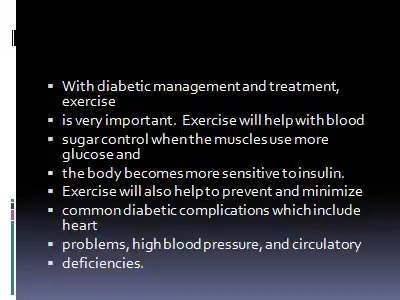 With diabetic management and treatment,
exercise
is very important.  Exercise will help with blood
sugar control when the muscles use more
glucose and
the body becomes more sensitive to insulin.
Exercise will also help to prevent and minimize
common diabetic complications which include
heart
problems, high blood pressure, and circulatory
deficiencies.